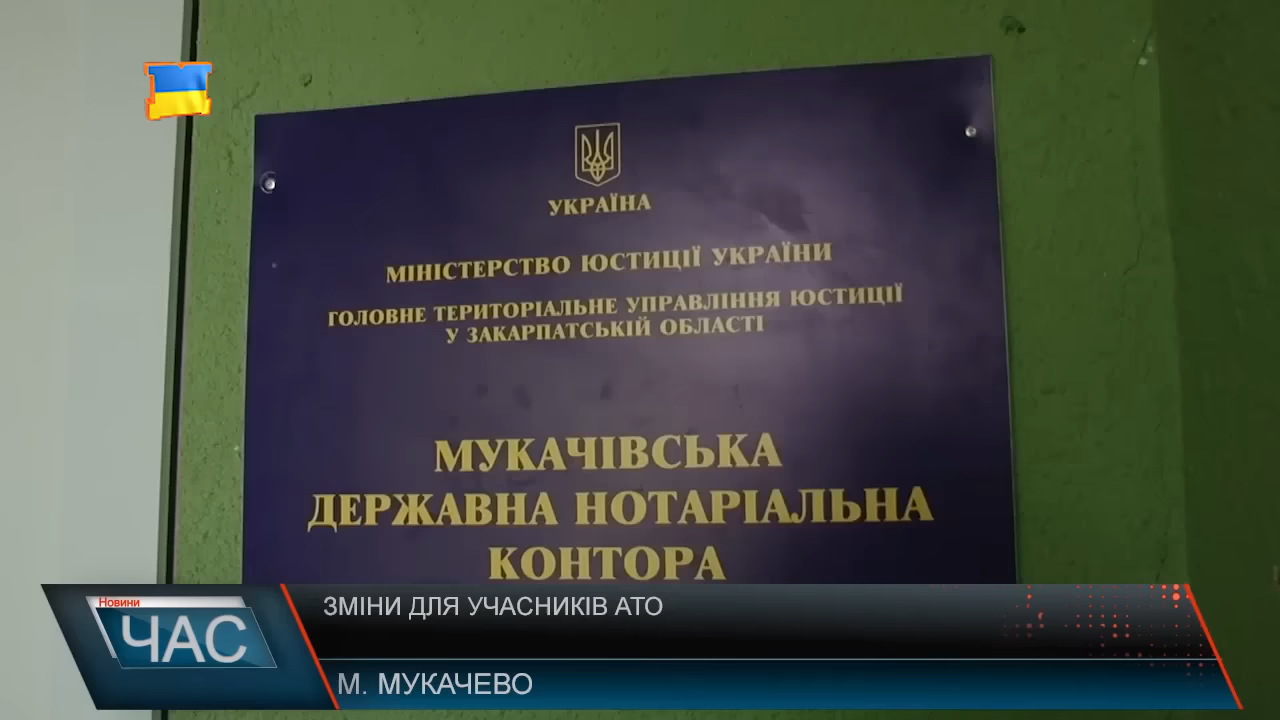 УКРАЇНА
МІНІСТЕРСТВО ЮСТИЦІЇ УКРАЇНИ
ГОЛОВНЕ ТЕРИТОРІАЛЬНЕ УПРАВЛІННЯ ЮСТИЦІЇ
У ЗАКАРПАТСЬКІЙ ОБЛАСТІ
МУКАЧІВСЬКА
ДЕРЖАВНА НОТАРІАЛЬНА
КОНТОРА
Новини
ЧАС
ЗМІНИ ДЛЯ УЧАСНИКІВ АТО
М. МУКАЧЕВО